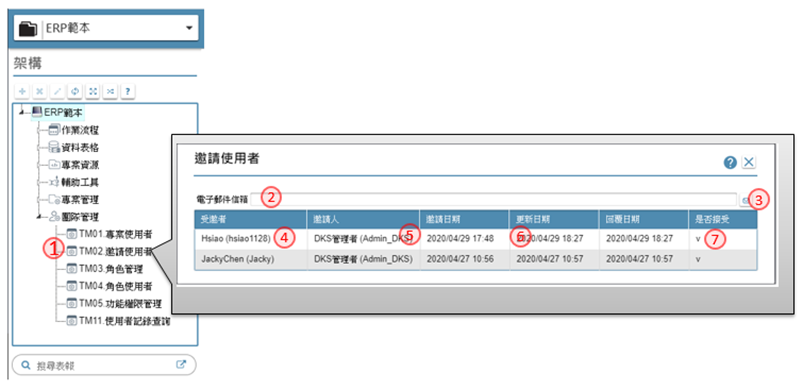 ERP範本
架構
?
ERP範本
作業流程
資料表格
專案資源
輔助工具
專案管理
團隊管理
TM01.專案使用者
1 TM02.邀請使用者
TM03.角色管理
TM04.角色使用者
TM05.功能權限管理
TM11.使用者記錄查詢
搜尋表報
邀請使用者
?
電子郵件信箱 2 3
受邀者 邀請人 邀請日期 更新日期 回覆日期 是否接受
Hsiao (hsiao1128) 4 DKS管理者 (Admin_DKS) 5 2020/04/29 17:48 6 2020/04/29 18:27 2020/04/29 18:27 v 7
JackyChen (Jacky) DKS管理者 (Admin_DKS) 2020/04/27 10:56 2020/04/27 10:57 2020/04/27 10:57 v